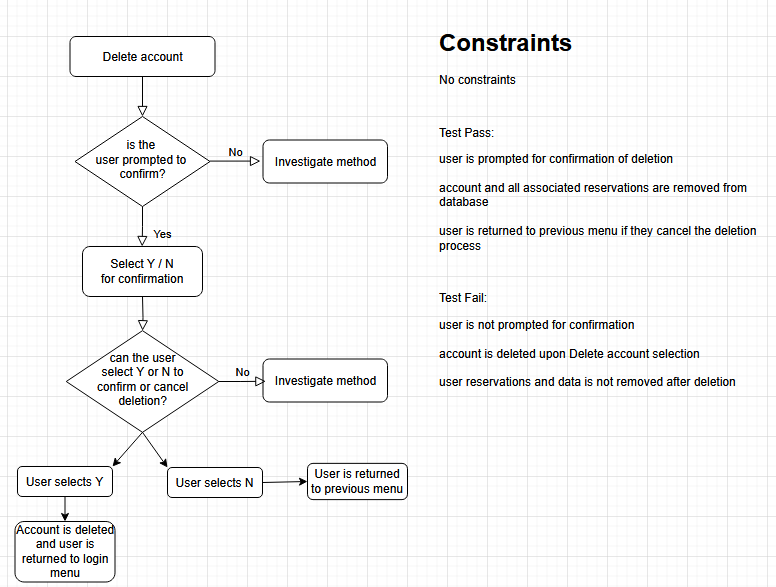 Delete account
is the
user prompted to
confirm?
No
Investigate method
Yes
Select Y / N
for confirmation
can the user
select Y or N to
confirm or cancel
deletion?
No
Investigate method
User selects Y
User selects N
User is returned
to previous menu
Account is deleted
and user is
returned to login
menu
Constraints
No constraints
Test Pass:
user is prompted for confirmation of deletion
account and all associated reservations are removed from
database
user is returned to previous menu if they cancel the deletion
process
Test Fail:
user is not prompted for confirmation
account is deleted upon Delete account selection
user reservations and data is not removed after deletion